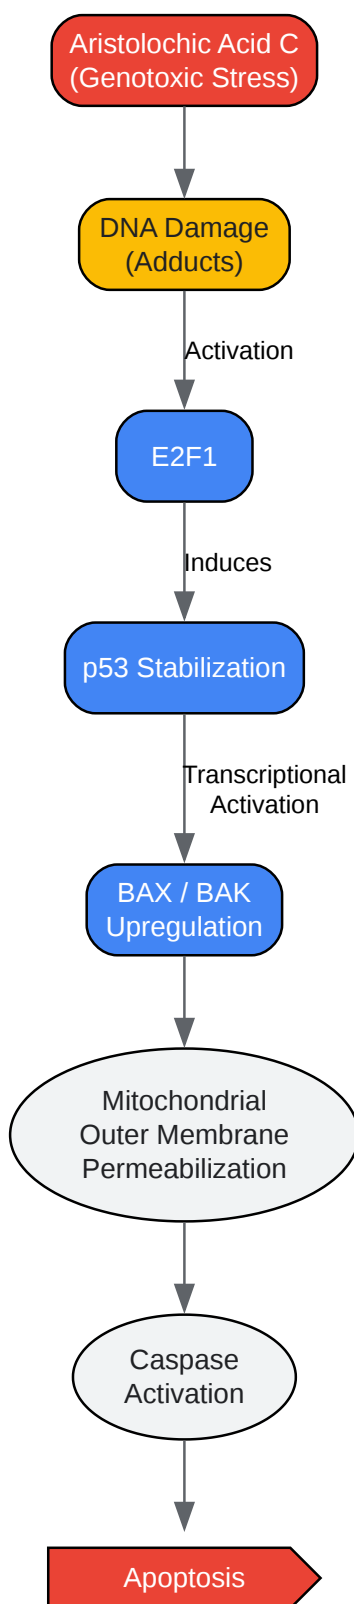 Aristolochic Acid C
(Genotoxic Stress)
DNA Damage
(Adducts)
Activation
E2F1
Induces
p53 Stabilization
Transcriptional
Activation
BAX / BAK
Upregulation
Mitochondrial
Outer Membrane
Permeabilization
Caspase
Activation
Apoptosis